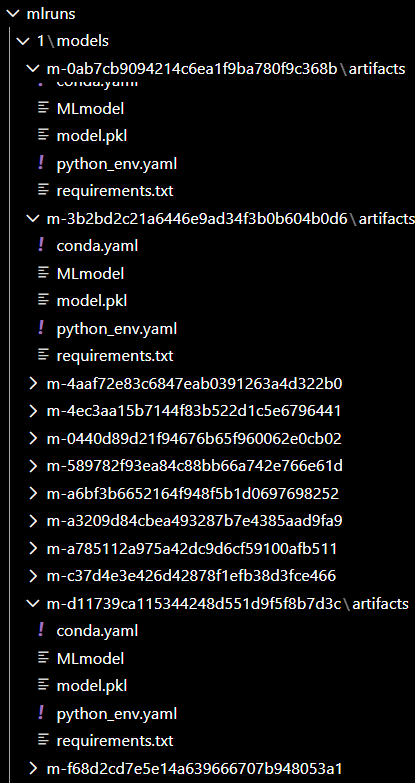 mlruns
1\models
m-0ab7cb9094214c6ea1f9ba780f9c368b\artifacts
conda.yaml
MLmodel
model.pkl
! python_env.yaml
requirements.txt
m-3b2bd2c21a6446e9ad34f3b0b604b0d6\artifacts
! conda.yaml
MLmodel
model.pkl
! python_env.yaml
requirements.txt
m-4aaf72e83c6847eab0391263a4d322b0
m-4ec3aa15b7144f83b522d1c5e6796441
m-0440d89d21f94676b65f960062e0cb02
m-589782f93ea84c88bb66a742e766e61d
m-a6bf3b6652164f948f5b1d0697698252
m-a3209d84cbea493287b7e4385aad9fa9
m-a785112a975a42dc9d6cf59100afb511
m-c37d4e3e426d42878f1efb38d3fce466
m-d11739ca115344248d551d9f5f8b7d3c\artifacts
! conda.yaml
MLmodel
model.pkl
! python_env.yaml
requirements.txt
m-f68d2cd7e5e14a639666707b948053a1